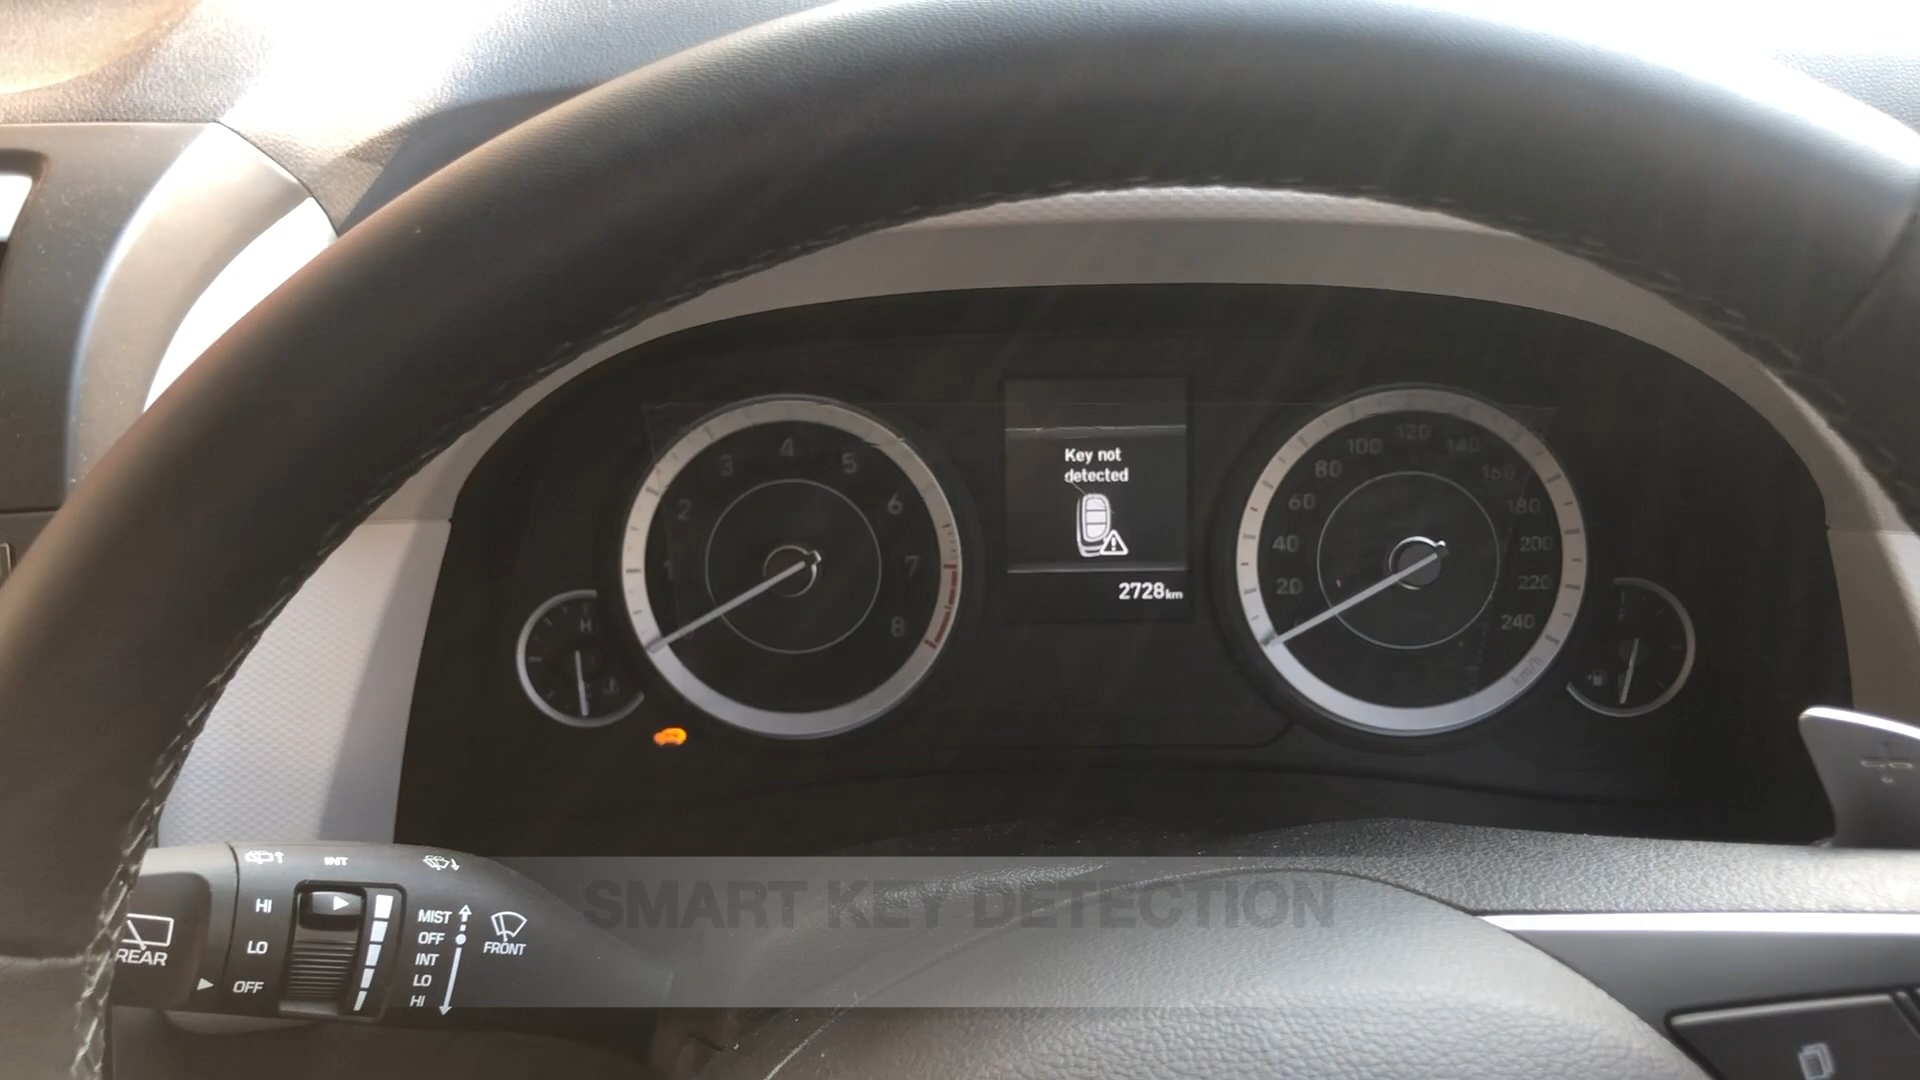 Key not
detected
2728km
H
2
3
4
5
6
7
8
20
40
60
80
100
120
140
160
180
200
220
240
km/h
INT
HI
LO
OFF
REAR
MIST
OFF
INT
LO
HI
FRONT
SMART KEY DETECTION